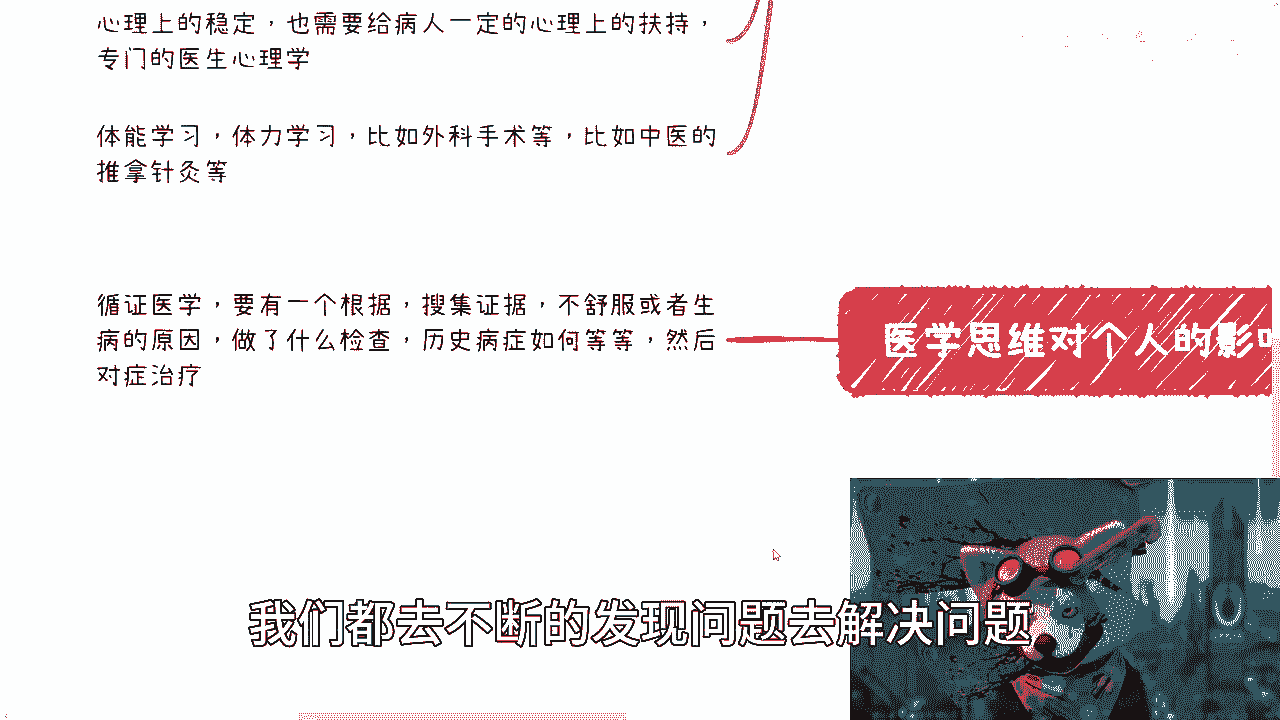 心理上的稳定，也需要给病人一定的心理上的扶持，
专门的医生心理学
体能学习，体力学习，比如外科手术等，比如中医的
推拿针灸等
循证医学，要有一个根据，搜集证据，不舒服或者生
病的原因，做了什么检查，历史病症如何等等，然后
对症治疗
医学思维对个人的影
我们都去不断的发现问题去解决问题